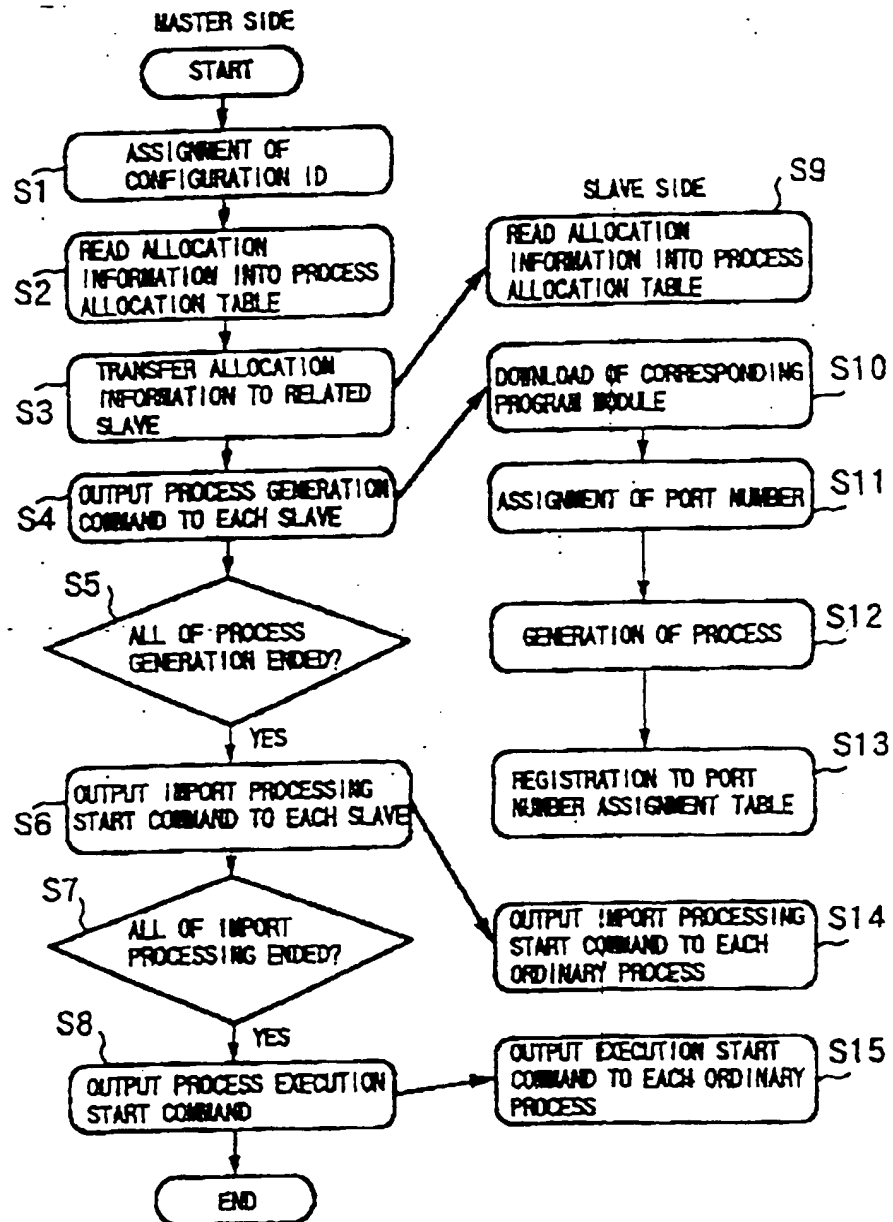 MASTER SIDE
START
S1
ASSIGNMENT OF
CONFIGURATION ID
S2
READ ALLOCATION
INFORMATION INTO PROCESS
ALLOCATION TABLE
S3
TRANSFER ALLOCATION
INFORMATION TO RELATED
SLAVE
S4
OUTPUT PROCESS GENERATION
COMMAND TO EACH SLAVE
S5
ALL OF PROCESS
GENERATION ENDED?
YES
S6
OUTPUT IMPORT PROCESSING
START COMMAND TO EACH SLAVE
S7
ALL OF IMPORT
PROCESSING ENDED?
YES
S8
OUTPUT PROCESS EXECUTION
START COMMAND
END
SLAVE SIDE
S9
READ ALLOCATION
INFORMATION INTO PROCESS
ALLOCATION TABLE
S10
DOWNLOAD OF CORRESPONDING
PROGRAM MODULE
S11
ASSIGNMENT OF PORT NUMBER
S12
GENERATION OF PROCESS
S13
REGISTRATION TO PORT
NUMBER ASSIGNMENT TABLE
S14
OUTPUT IMPORT PROCESSING
START COMMAND TO EACH
ORDINARY PROCESS
S15
OUTPUT EXECUTION START
COMMAND TO EACH ORDINARY
PROCESS